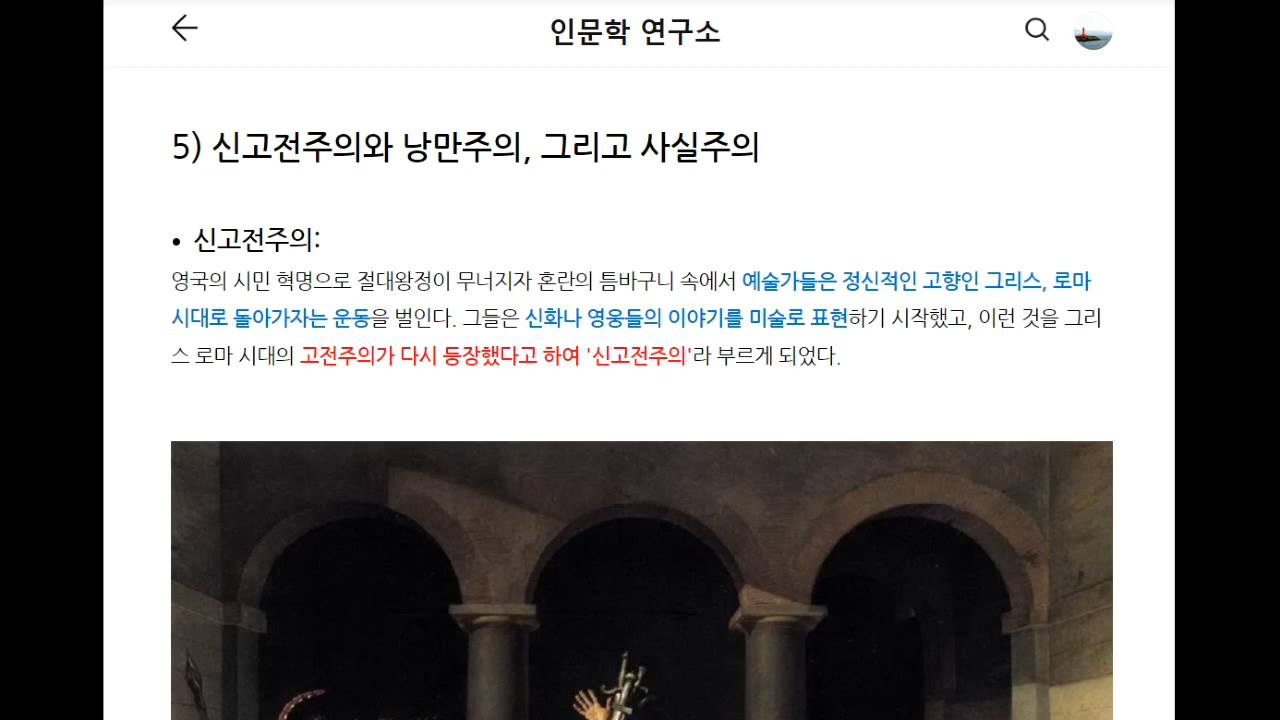 인문학 연구소
5) 신고전주의와 낭만주의, 그리고 사실주의
• 신고전주의:
영국의 시민 혁명으로 절대왕정이 무너지자 혼란의 틈바구니 속에서 예술가들은 정신적인 고향인 그리스, 로마
시대로 돌아가자는 운동을 벌인다. 그들은 신화나 영웅들의 이야기를 미술로 표현하기 시작했고, 이런 것을 그리
스 로마 시대의 고전주의가 다시 등장했다고 하여 '신고전주의'라 부르게 되었다.